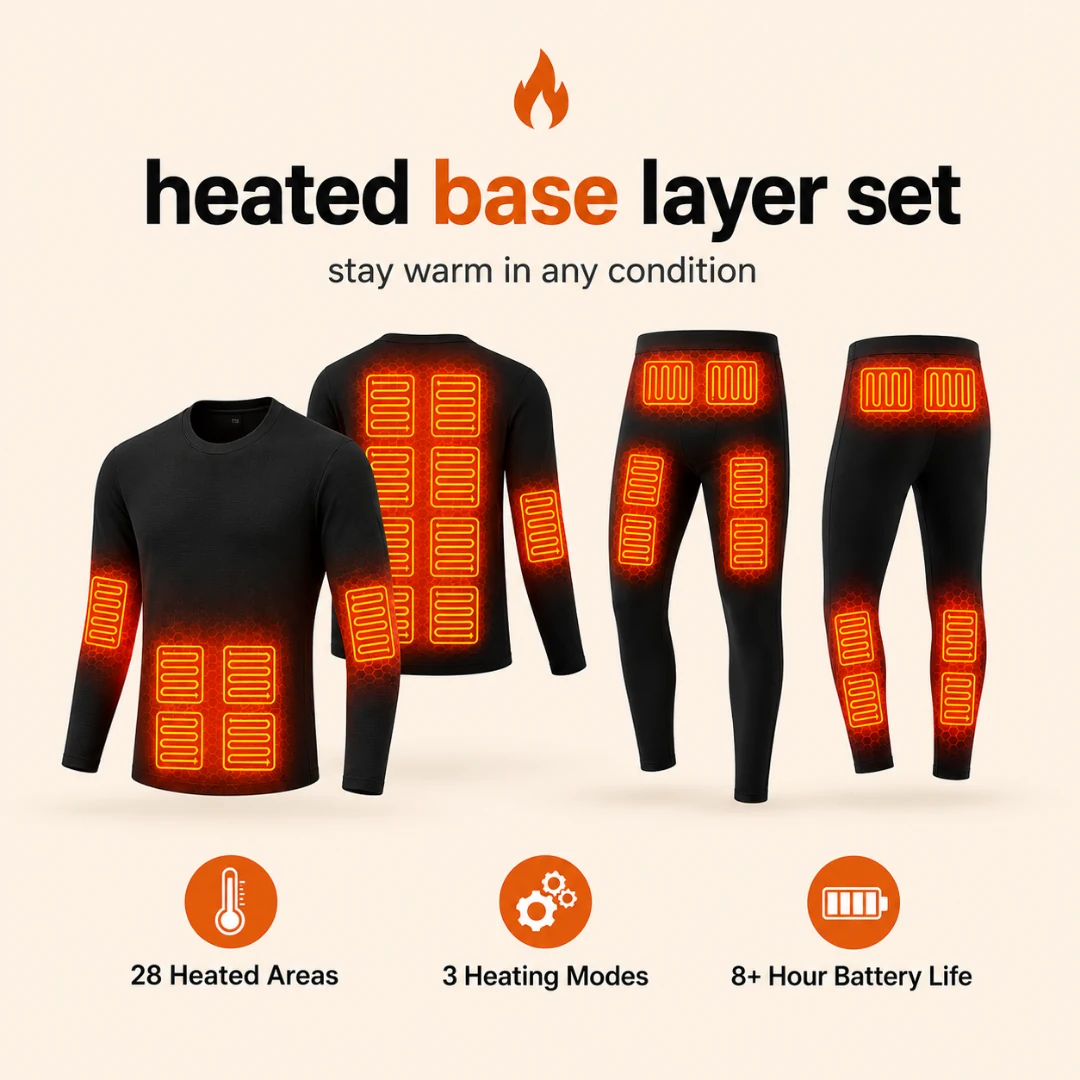 heated base layer set
stay warm in any condition
28 Heated Areas
3 Heating Modes
8+ Hour Battery Life